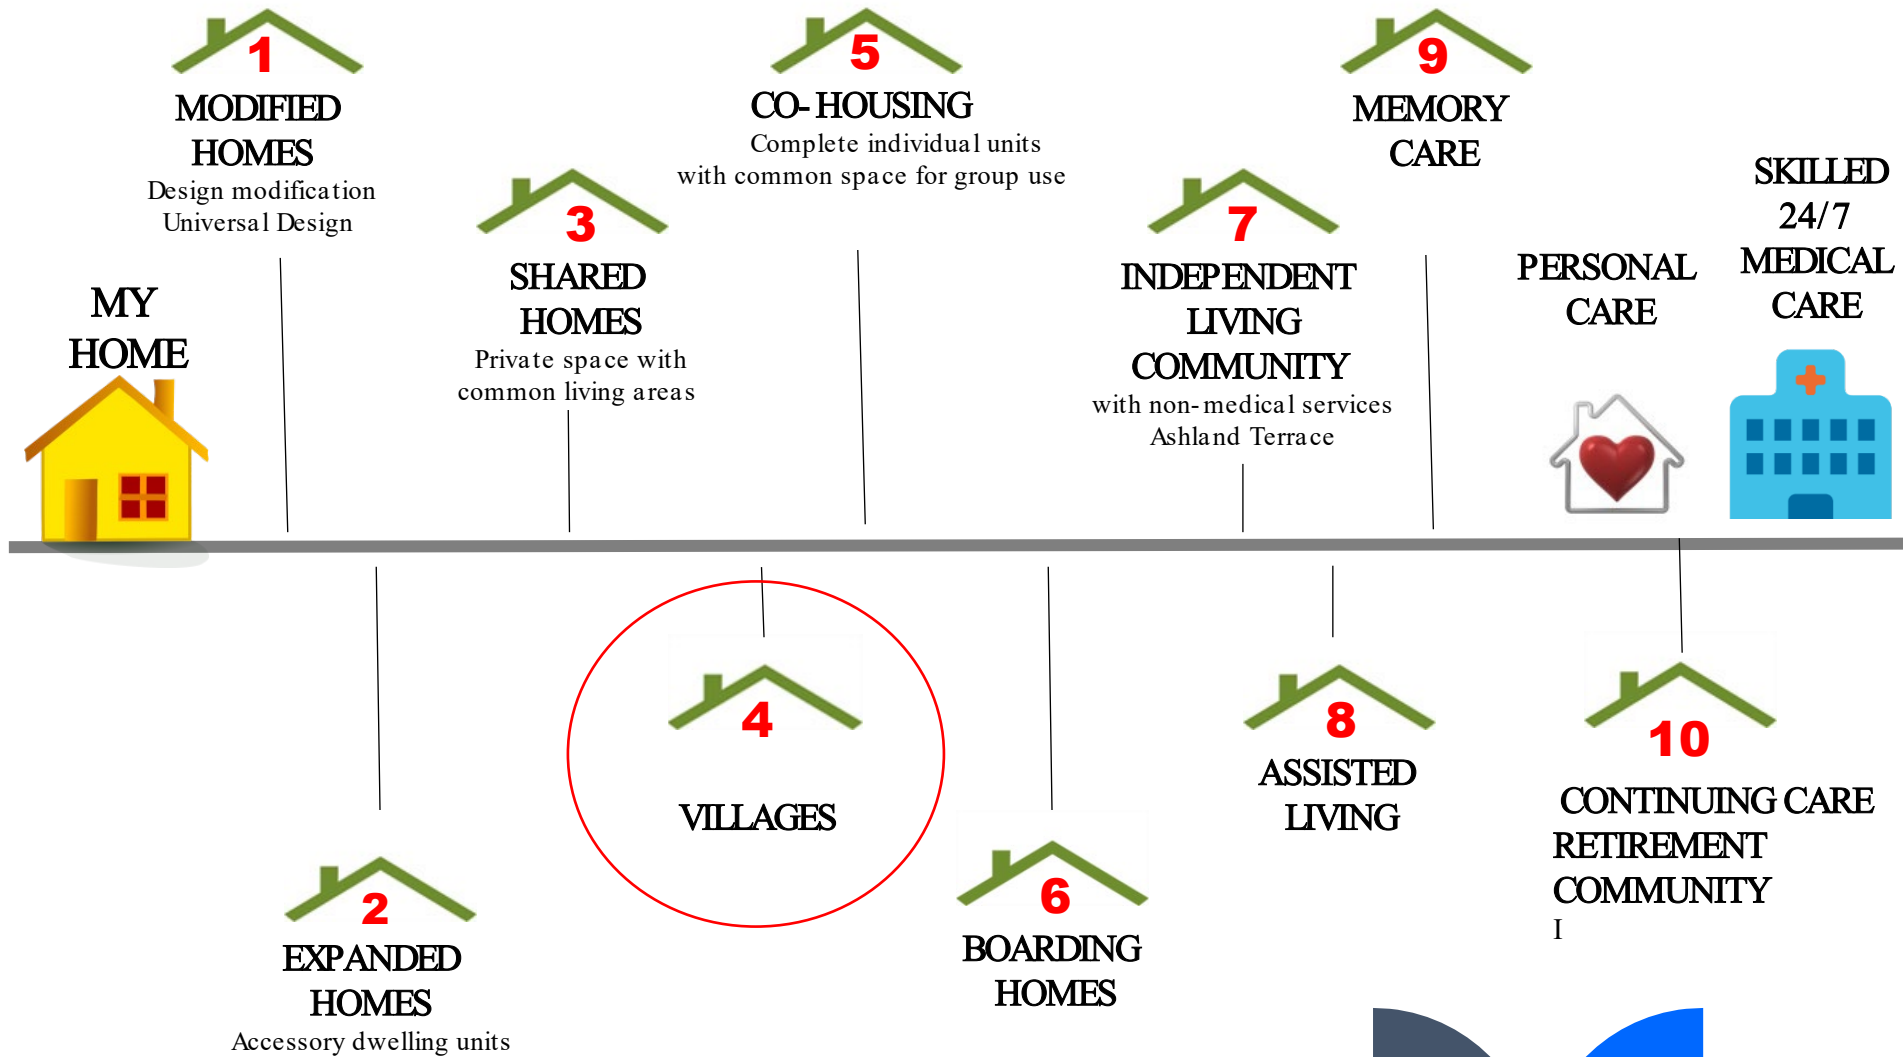 MY
HOME
1
MODIFIED
HOMES
Design modification
Universal Design
2
EXPANDED
HOMES
Accessory dwelling units
3
SHARED
HOMES
Private space with
common living areas
4
VILLAGES
5
CO-HOUSING
Complete individual units
with common space for group use
6
BOARDING
HOMES
7
INDEPENDENT
LIVING
COMMUNITY
with non-medical services
Ashland Terrace
8
ASSISTED
LIVING
9
MEMORY
CARE
10
CONTINUING CARE
RETIREMENT
COMMUNITY
I
PERSONAL
CARE
SKILLED
24/7
MEDICAL
CARE